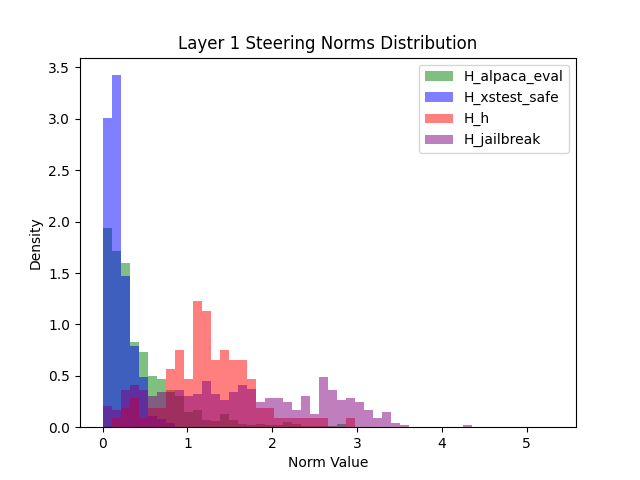 Layer 1 Steering Norms Distribution
H_alpaca_eval
H_xstest_safe
H_h
H_jailbreak
Density
3.5
3.0
2.5
2.0
1.5
1.0
0.5
0.0
0 1 2 3 4 5
Norm Value